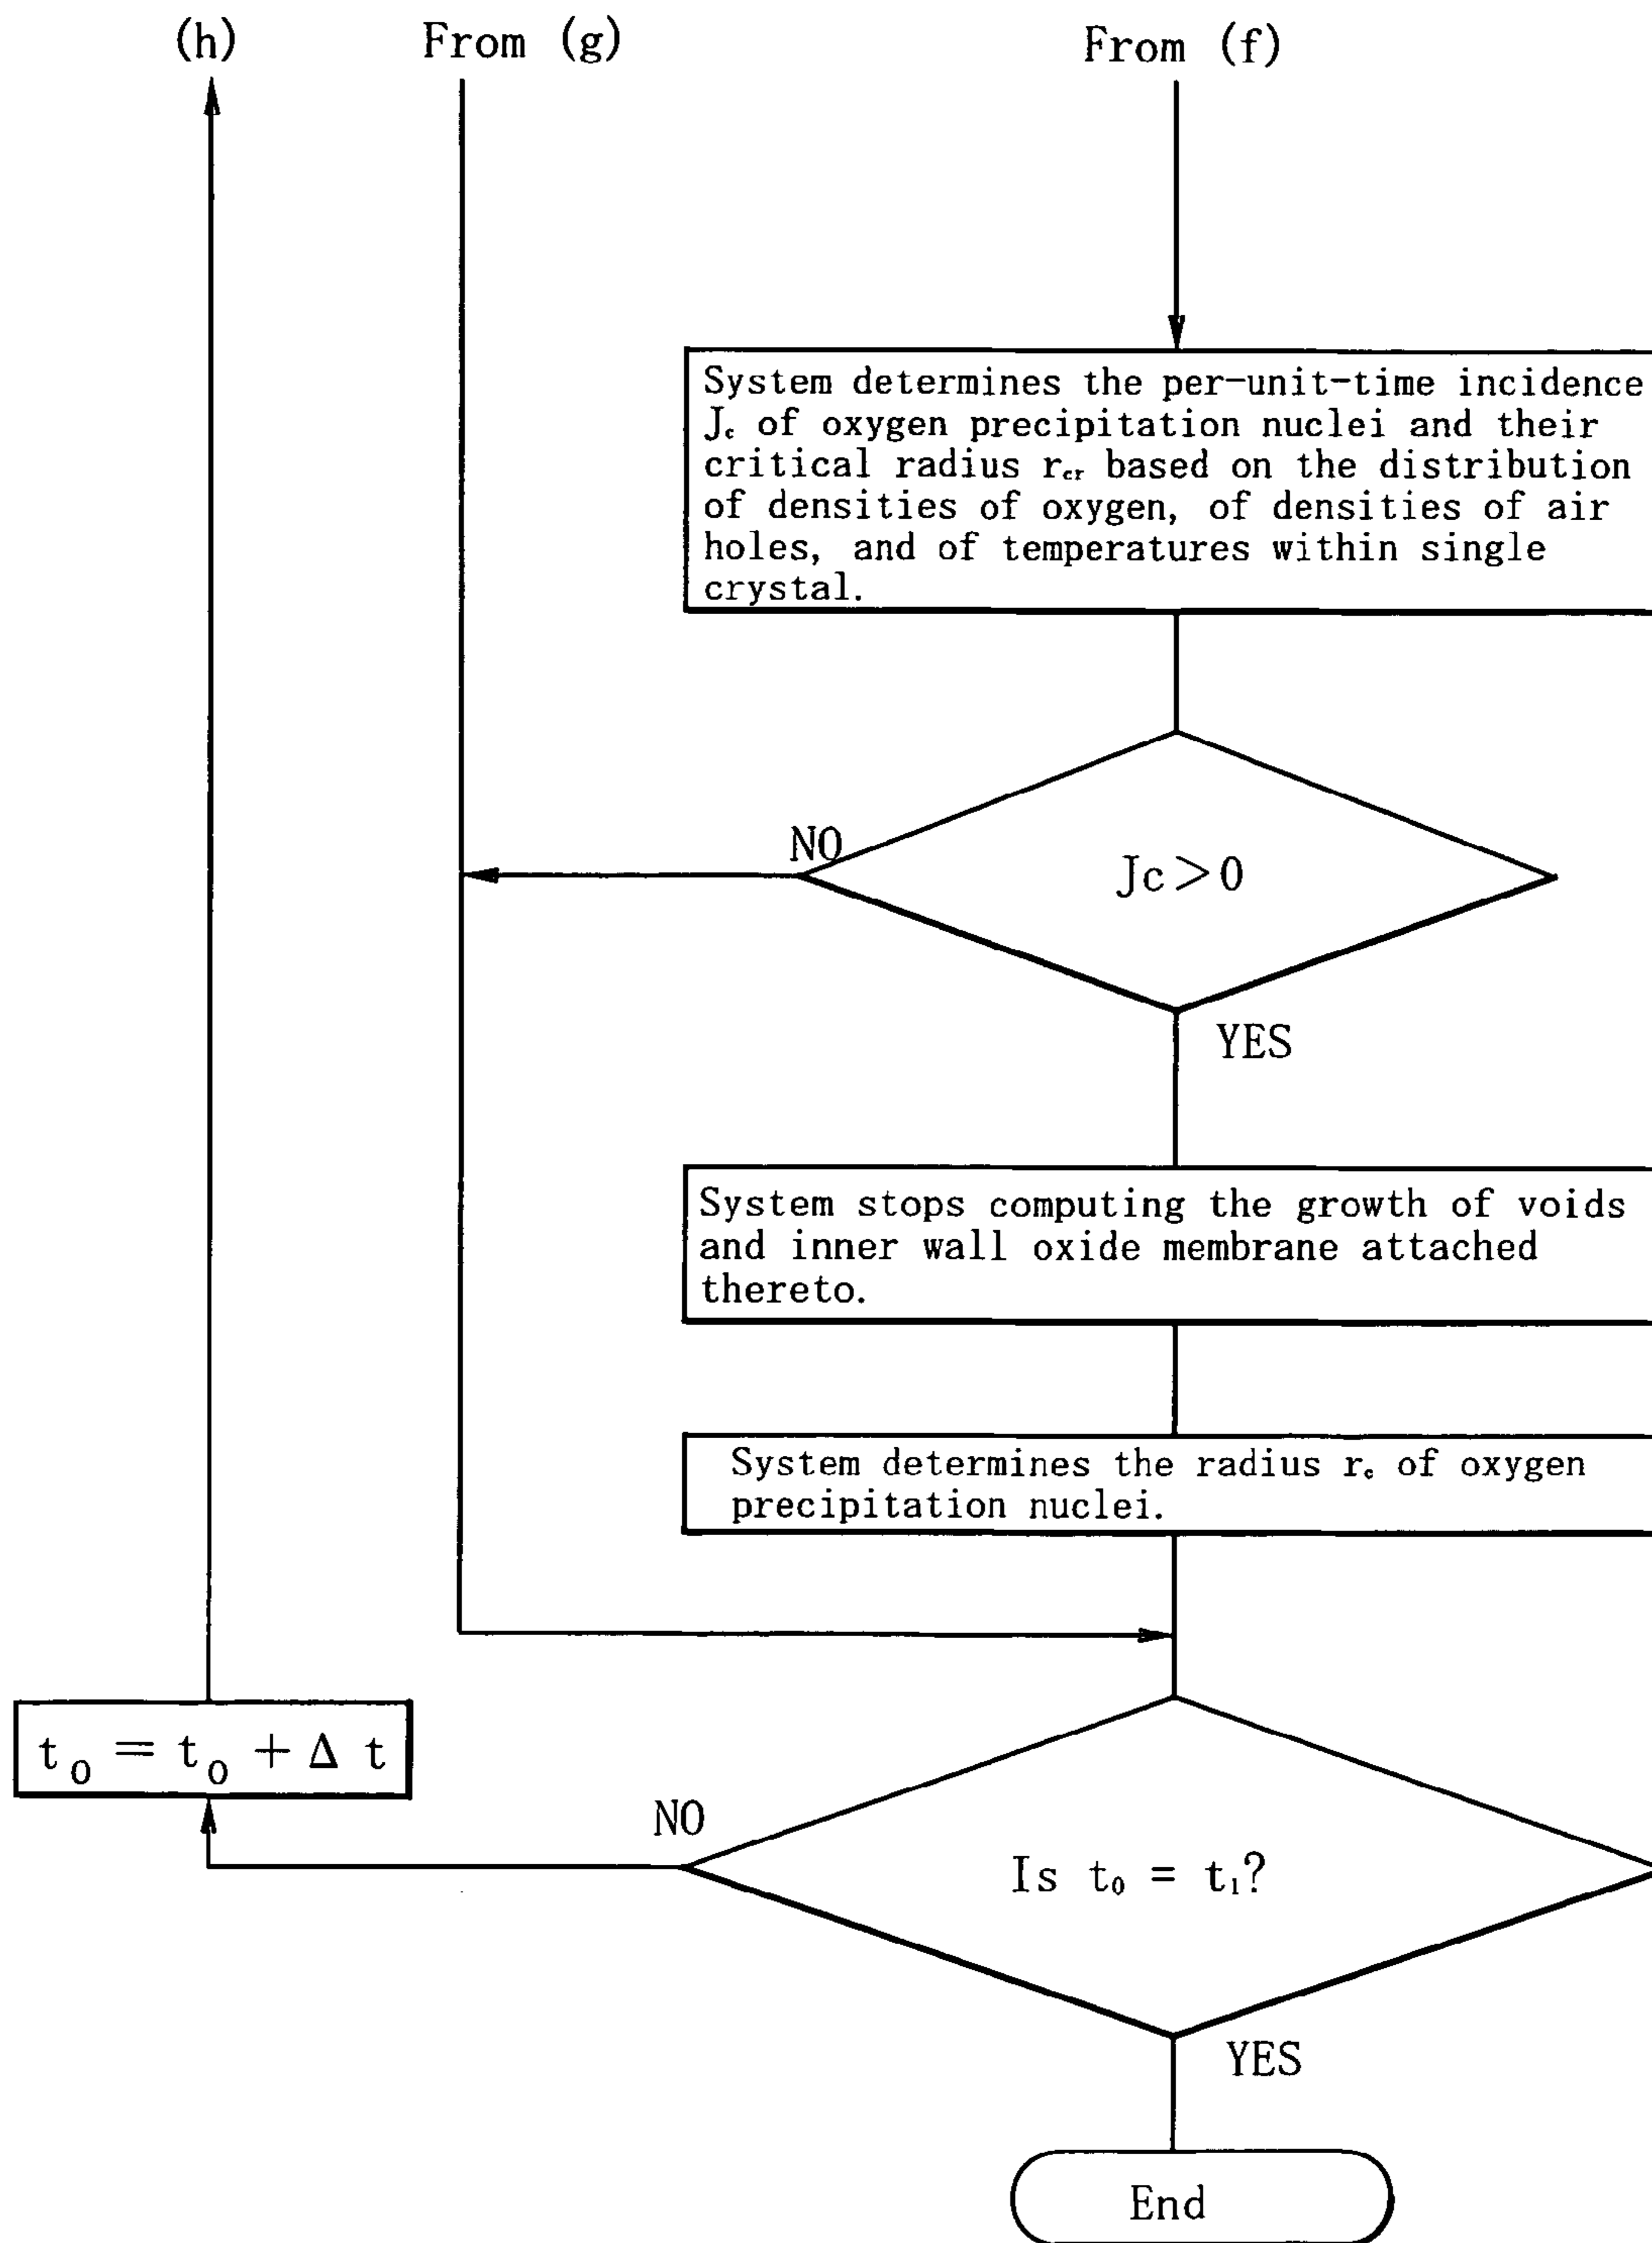 (h)
From (g)
From (f)
System determines the per-unit-time incidence
Jc of oxygen precipitation nuclei and their
critical radius rcr based on the distribution
of densities of oxygen, of densities of air
holes, and of temperatures within single
crystal.
NO
Jc＞0
YES
System stops computing the growth of voids
and inner wall oxide membrane attached
thereto.
System determines the radius rc of oxygen
precipitation nuclei.
t0 = t0 + Δ t
NO
Is t0 = t1?
YES
End